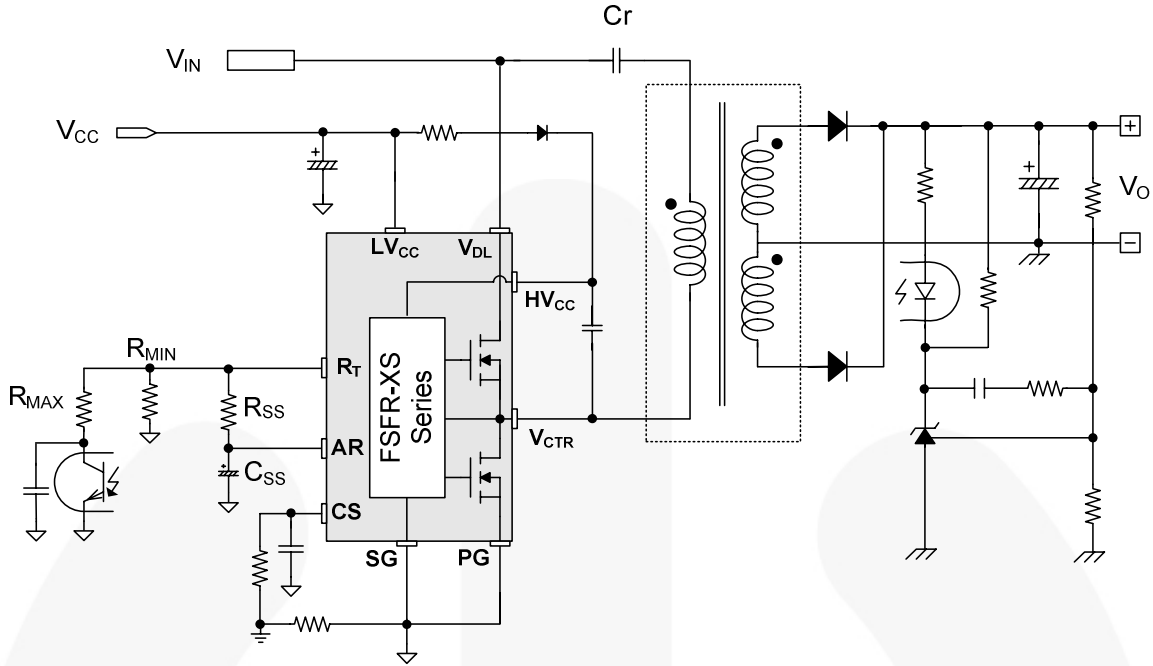 Cr
VIN
VCC
+
+
+
VO
LVCC
VDL
HVCC
RMIN
RT
RMAX
RSS
FSFR-XS
Series
VCTR
AR
+
CSS
CS
SG
PG
−